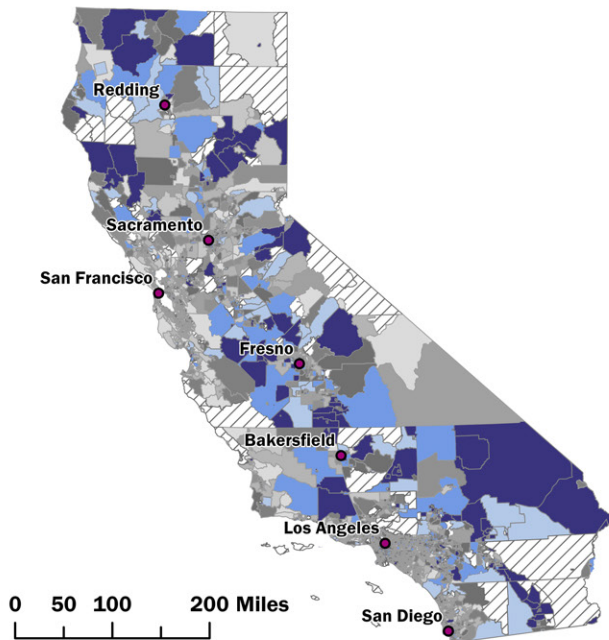 Redding
Sacramento
San Francisco
Fresno
Bakersfield
Los Angeles
San Diego
0 50 100 200 Miles